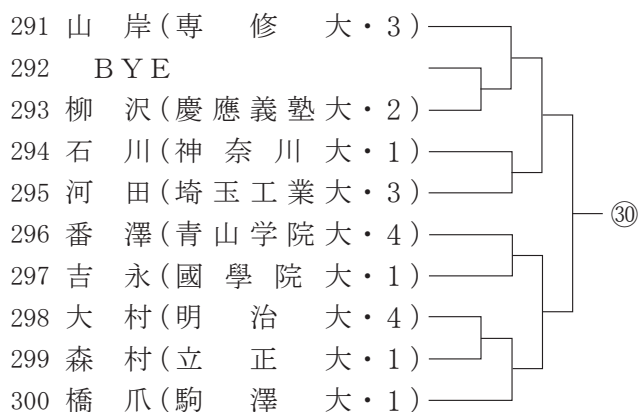 291 山岸(専修大・3)
292 BYE
293 柳沢(慶應義塾大・2)
294 石川(神奈川大・1)
295 河田(埼玉工業大・3)
296 番澤(青山学院大・4)
297 吉永(國學院大・1)
298 大村(明治大・4)
299 森村(立正大・1)
300 橋爪(駒澤大・1)
㉚